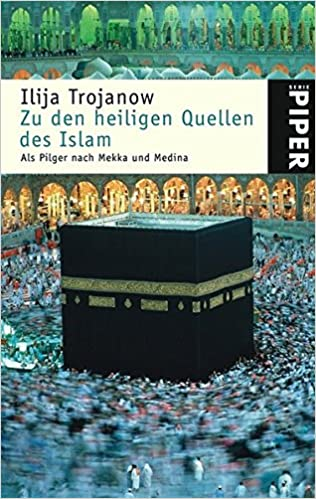 Ilija Trojanow
Zu den heiligen Quellen
des Islam
Als Pilger nach Mekka und Medina
SERIE
PIPER